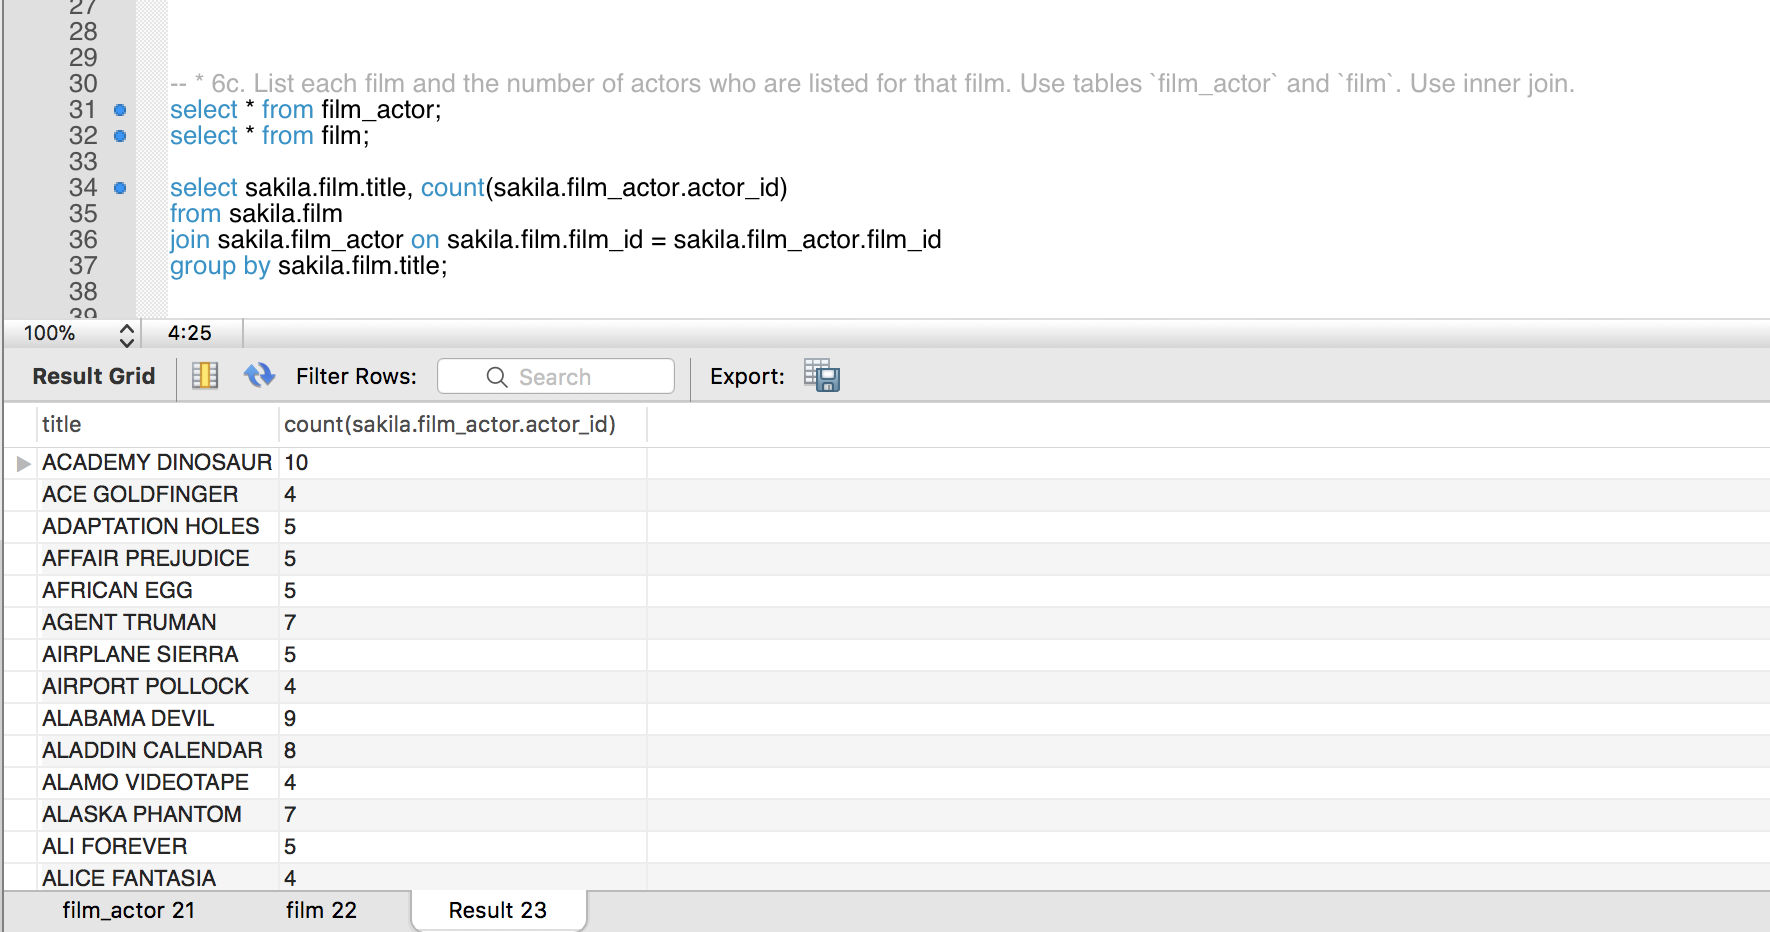 27
28
29
30 -- * 6c. List each film and the number of actors who are listed for that film. Use tables `film_actor` and `film`. Use inner join.
31 select * from film_actor;
32 select * from film;
33
34 select sakila.film.title, count(sakila.film_actor.actor_id)
35 from sakila.film
36 join sakila.film_actor on sakila.film.film_id = sakila.film_actor.film_id
37 group by sakila.film.title;
38
39
100% 4:25
Result Grid Filter Rows: Search Export:
title count(sakila.film_actor.actor_id)
ACADEMY DINOSAUR 10
ACE GOLDFINGER 4
ADAPTATION HOLES 5
AFFAIR PREJUDICE 5
AFRICAN EGG 5
AGENT TRUMAN 7
AIRPLANE SIERRA 5
AIRPORT POLLOCK 4
ALABAMA DEVIL 9
ALADDIN CALENDAR 8
ALAMO VIDEOTAPE 4
ALASKA PHANTOM 7
ALI FOREVER 5
ALICE FANTASIA 4
film_actor 21 film 22 Result 23